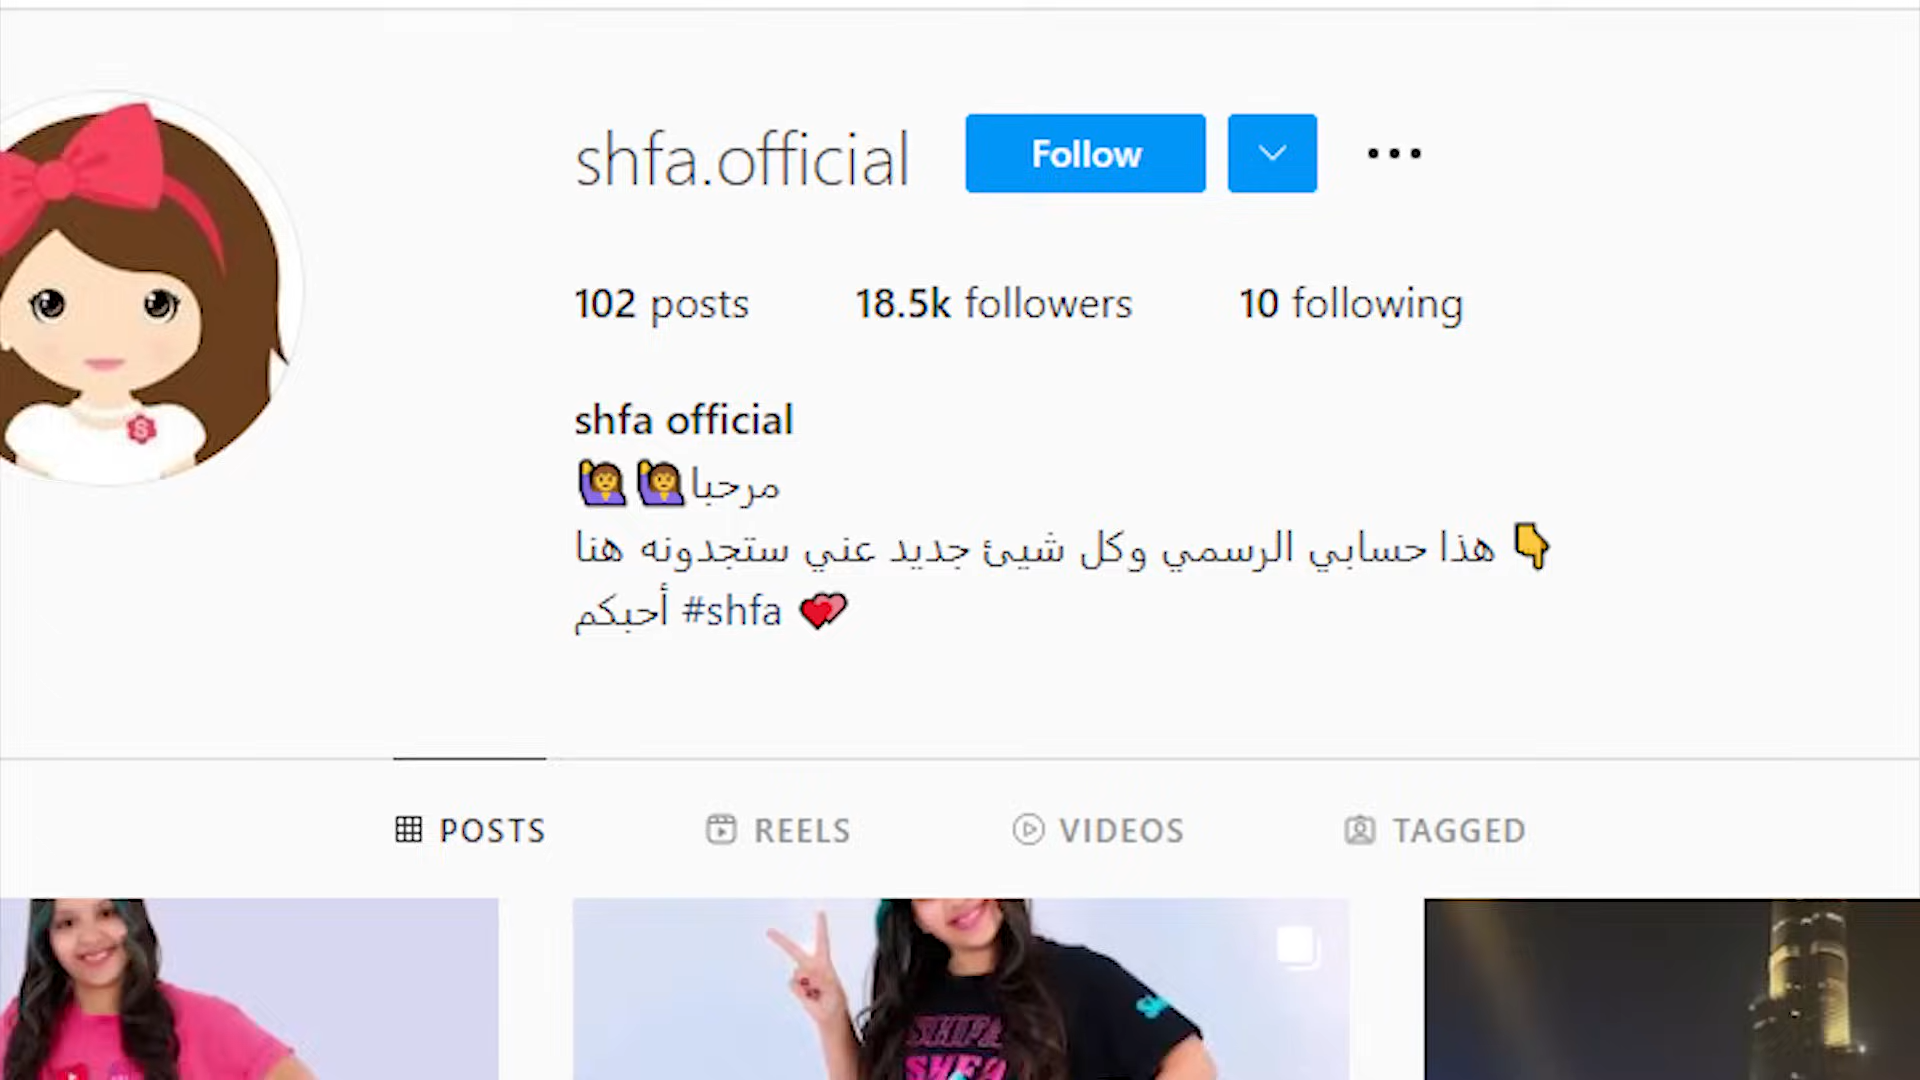 shfa.official Follow
102 posts 18.5k followers 10 following
shfa official
🙋‍♀️🙋‍♀️مرحبا
هذا حسابي الرسمي وكل شيئ جديد عني ستجدونه هنا 👇
أحبكم #shfa 💕
POSTS REELS VIDEOS TAGGED
SHFA